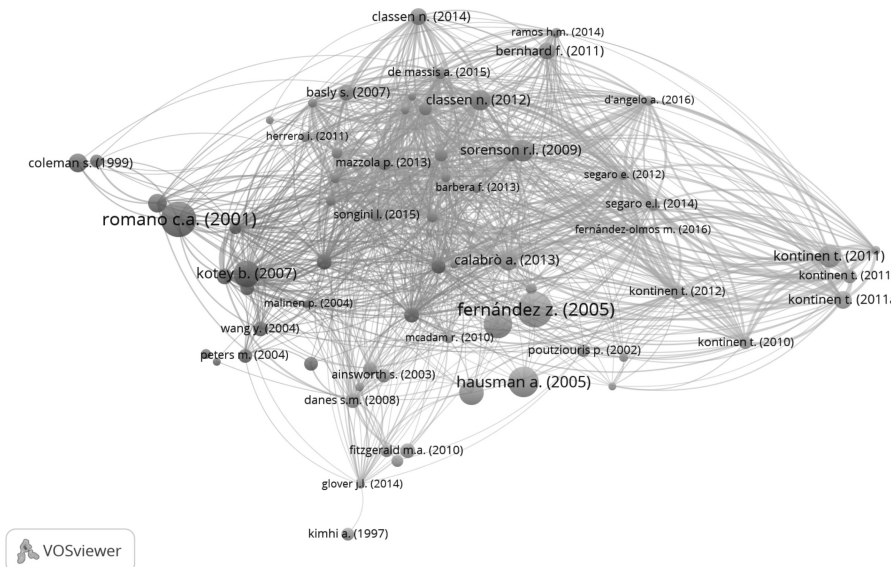 classen n. (2014)
ramos h.m. (2014)
bernhard f. (2011)
de massis a. (2015)
basly s. (2007)
classen n. (2012)
d'angelo a. (2016)
herrero i. (2011)
sorenson r.l. (2009)
coleman s. (1999)
mazzola p. (2013)
segaro e. (2012)
barbera f. (2013)
segaro e.l. (2014)
songini l. (2015)
romano c.a. (2001)
fernández-olmos m. (2016)
kontinen t. (2011)
calabrò a. (2013)
kotey b. (2007)
kontinen t. (2011
kontinen t. (2012)
kontinen t. (2011a
malinen p. (2004)
fernández z. (2005)
wang y. (2004)
mcadam r. (2010)
kontinen t. (2010)
poutziouris p. (2002)
peters m. (2004)
ainsworth s. (2003)
hausman a. (2005)
danes s.m. (2008)
fitzgerald m.a. (2010)
glover j.l. (2014)
kimhi a. (1997)
VOSviewer